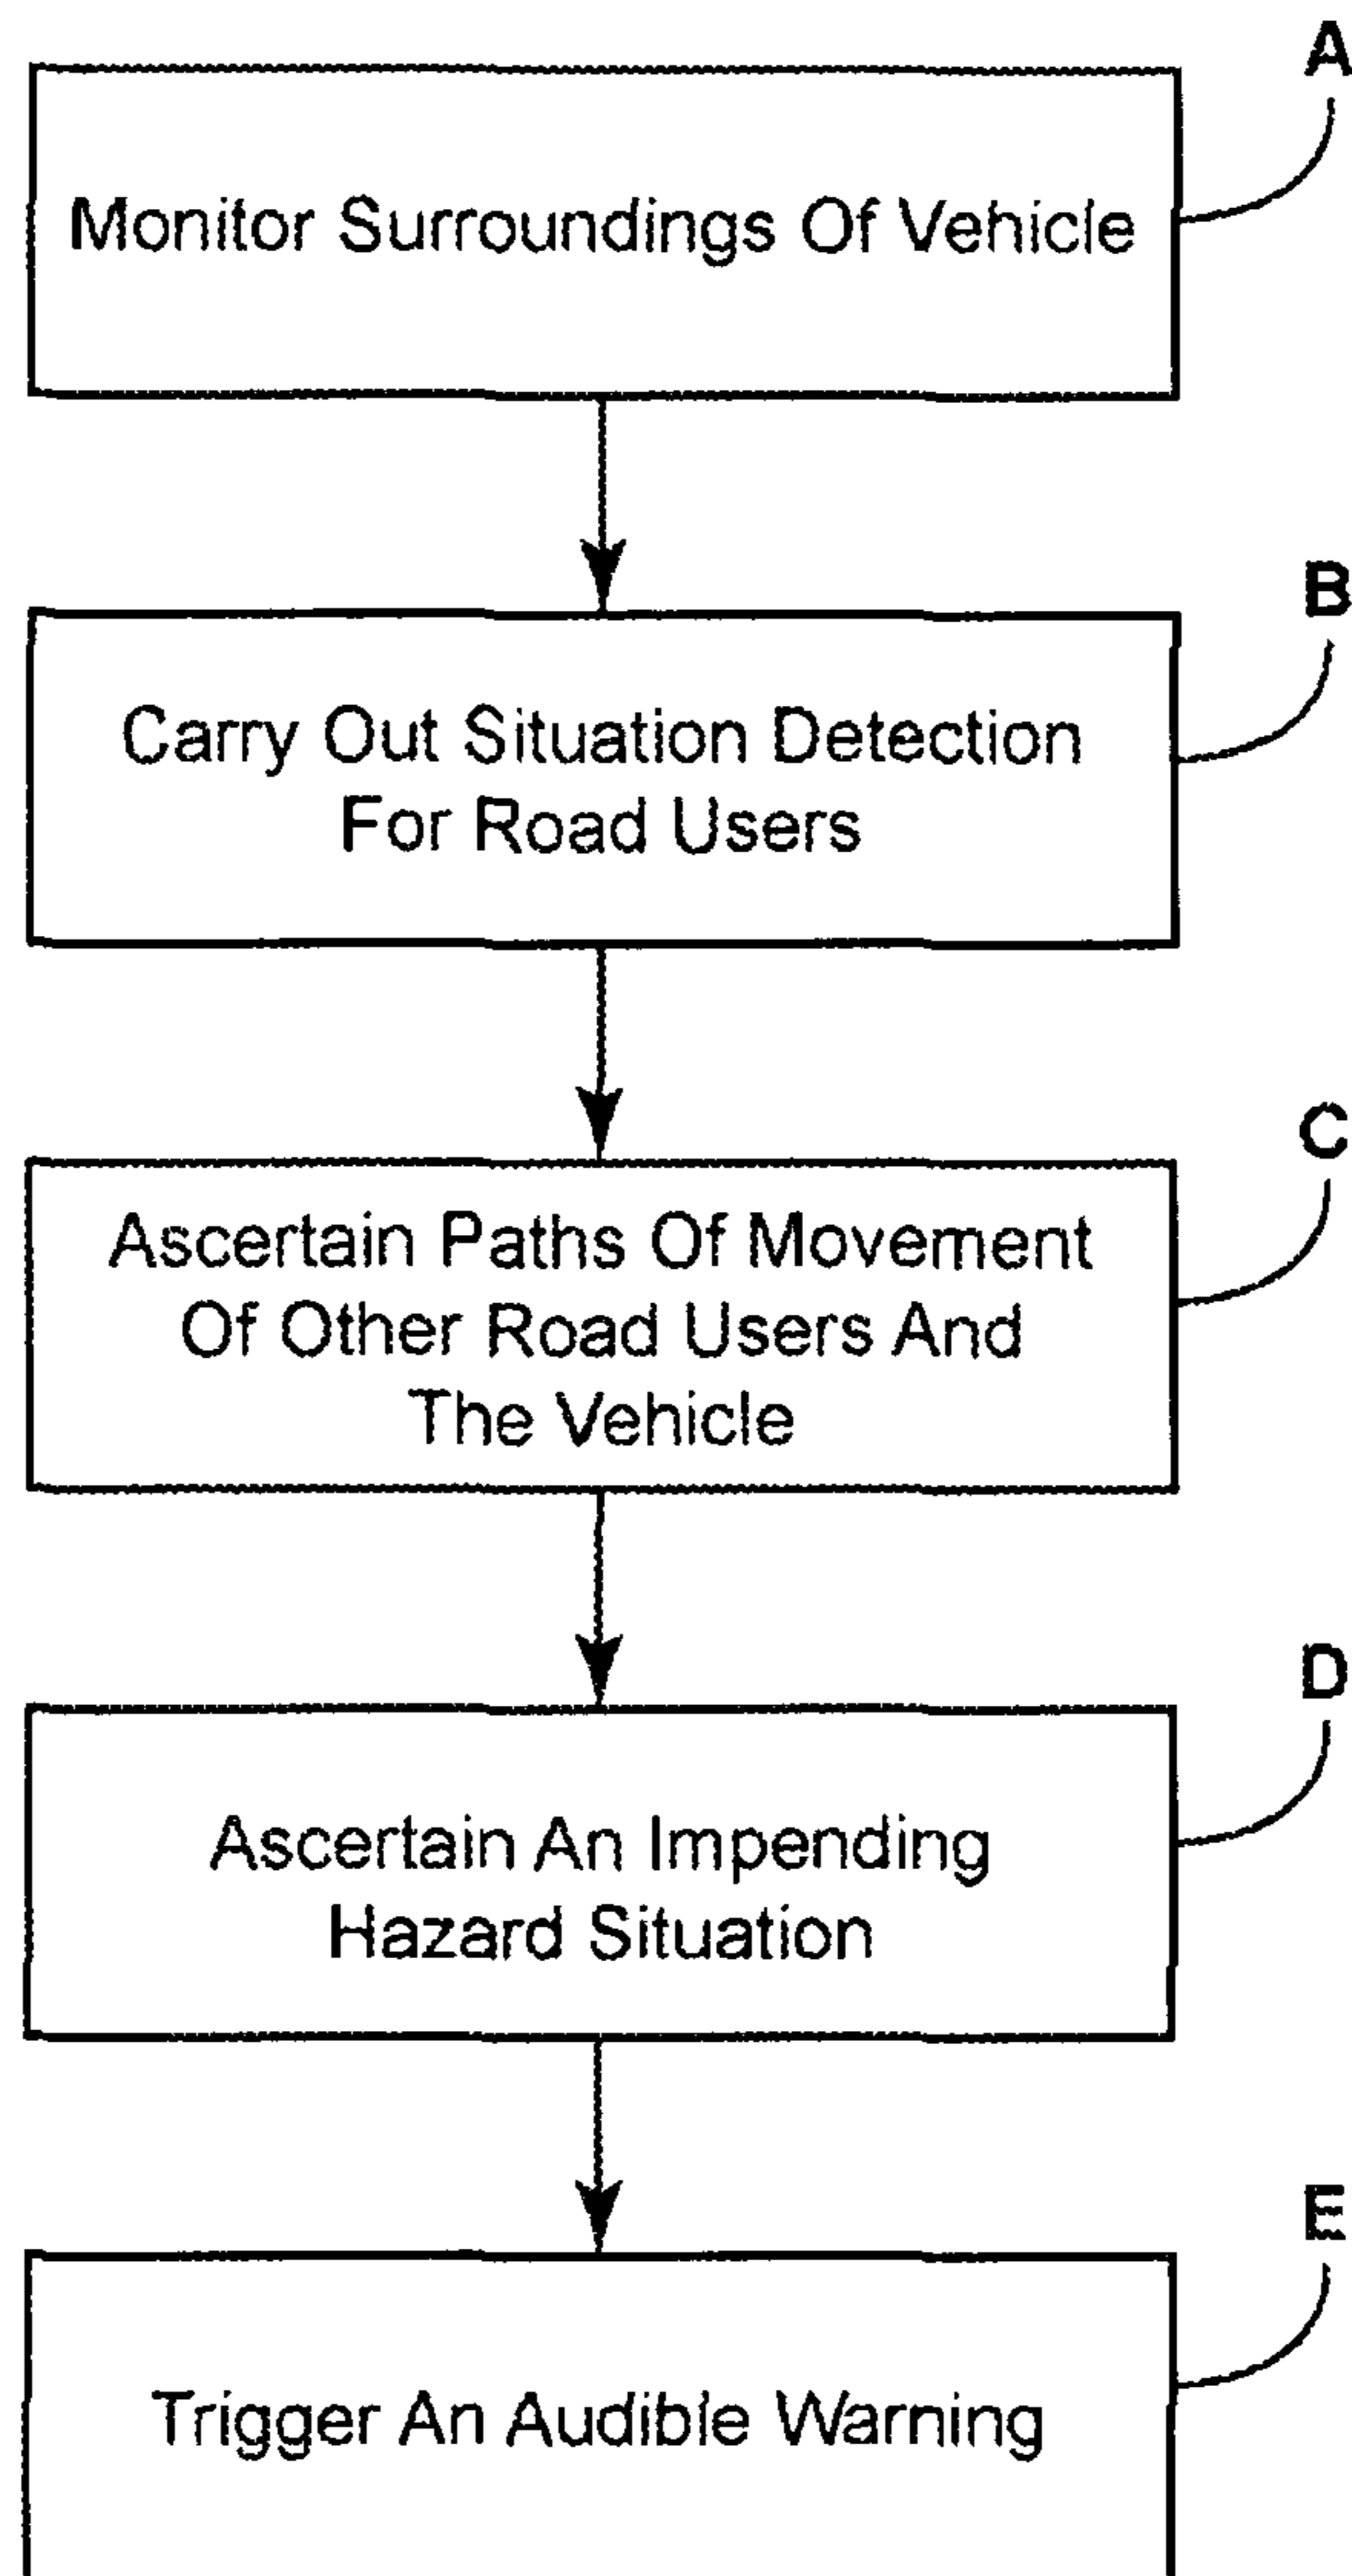 A
Monitor Surroundings Of Vehicle
B
Carry Out Situation Detection
For Road Users
C
Ascertain Paths Of Movement
Of Other Road Users And
The Vehicle
D
Ascertain An Impending
Hazard Situation
E
Trigger An Audible Warning